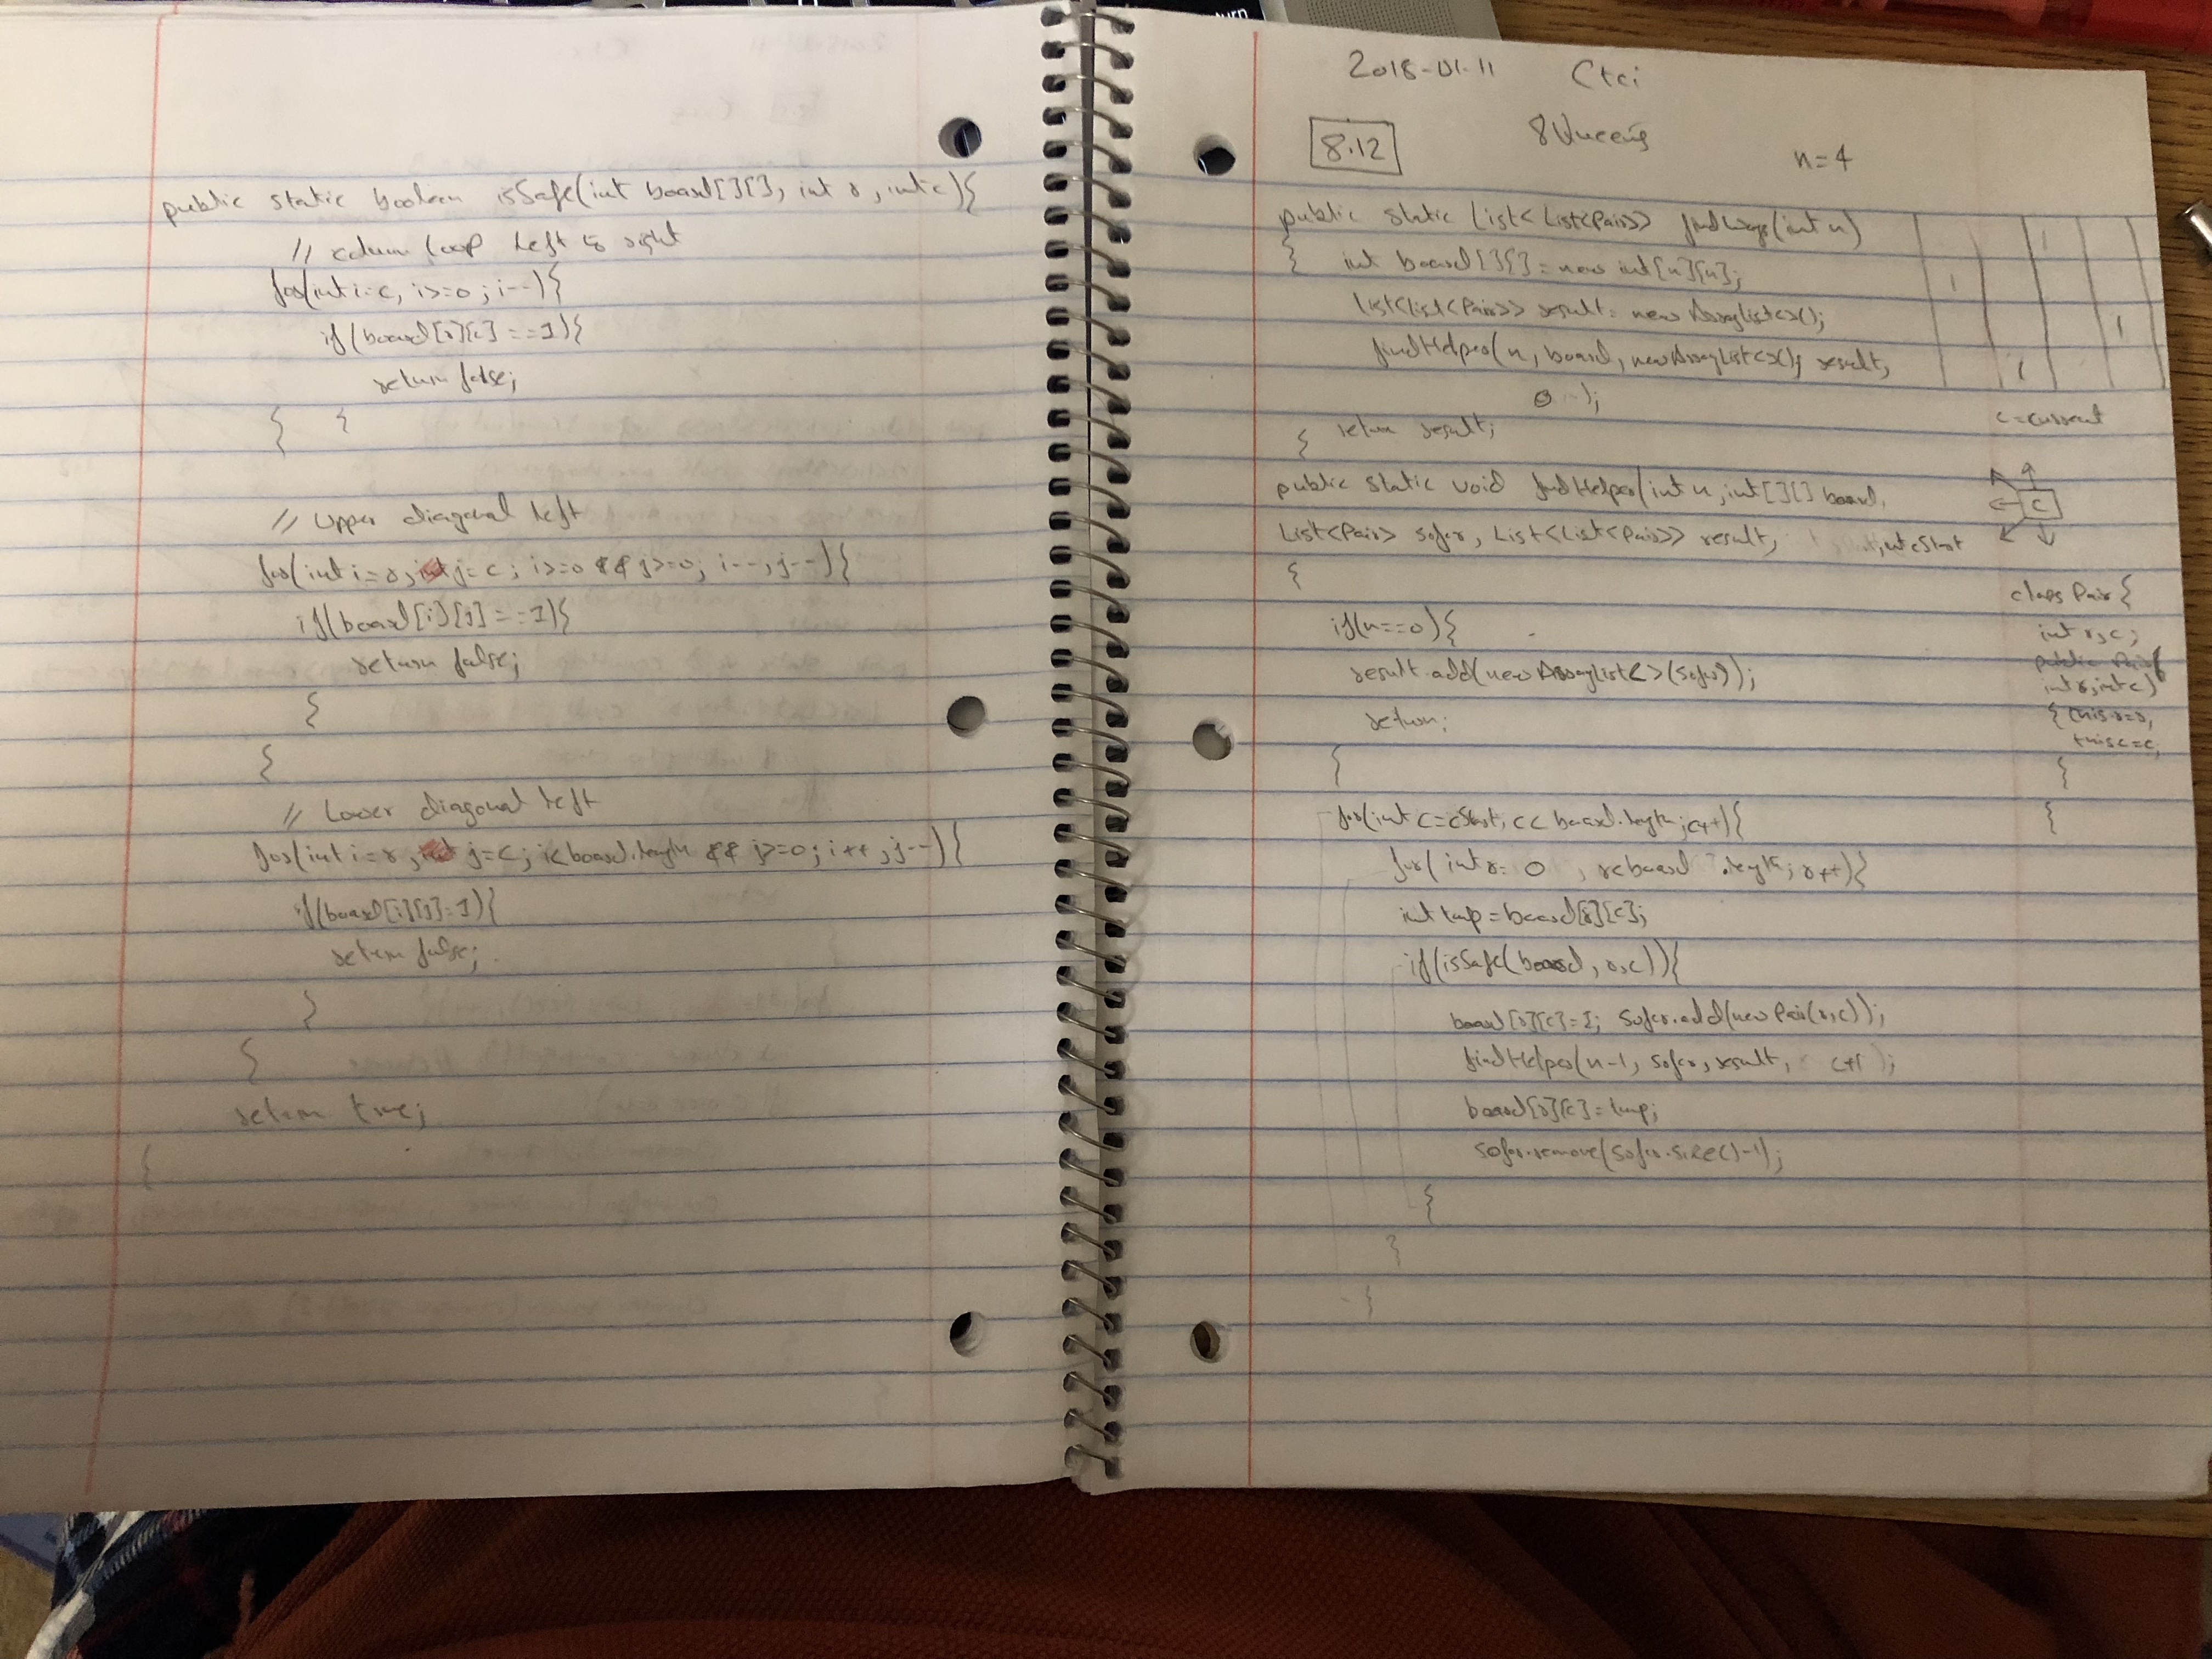 public static boolean isSafe(int board[][], int r, int c){
// column loop left to right
for(int i=c, i>=0; i--){
if(board[r][c]==1){
return false;
} }
// Upper diagonal left
for(int i=r, j=c; i>=0 && j>=0; i--, j--){
if(board[i][j]==1){
return false;
}
}
// Lower diagonal left
for(int i=r, j=c; i<board.length && j>=0; i++, j--){
if(board[i][j]=1){
return false;
}
}
return true;
}
2018-01-11 Ctci
8.12 8Queens n=4
public static List<List<Pair>> findWays(int n)
{ int board[][]=new int[n][n];
List<List<Pair>> result= new ArrayList<>();
findHelper(n, board, new ArrayList<>(), result,
0 );
return result;
}
1
1
1
1
c=current
C
public static void findHelper(int n, int[][] board,
List<Pair> sofar, List<List<Pair>> result, , int cStart
{
if(n==0){
result.add(new ArrayList<>(sofar));
return;
}
for(int c=cStart, c< board.length; c++){
for( int r= 0 , r<board .length; r++){
int tmp=board[r][c];
if(isSafe(board, r,c)){
board[r][c]=1; sofar.add(new Pair(r,c));
findHelper(n-1, sofar, result, c+1 );
board[r][c]=tmp;
sofar.remove(sofar.size()-1);
}
}
}
class Pair {
int r,c;
public Pair(
int r, int c)
{ this.r=r,
this.c=c;
}
}